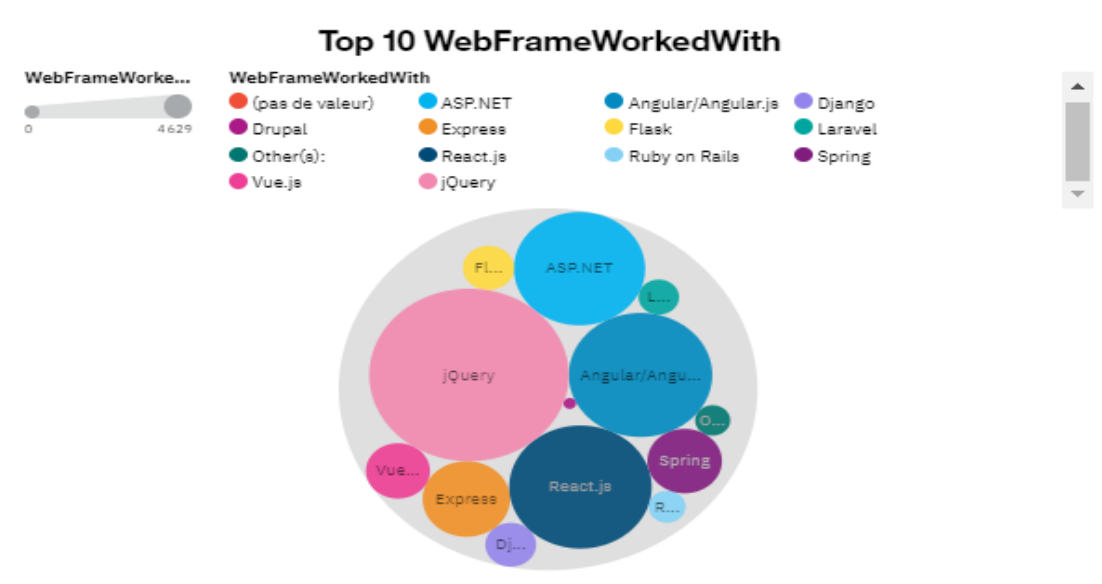 Top 10 WebFrameWorkedWith
WebFrameWorke...
0 4629
WebFrameWorkedWith
(pas de valeur) ASP.NET Angular/Angular.js Django
Drupal Express Flask Laravel
Other(s): React.js Ruby on Rails Spring
Vue.js jQuery
Fl... ASP.NET
L...
jQuery Angular/Angu...
O...
Vue... Spring
Express React.js
R...
Dj...